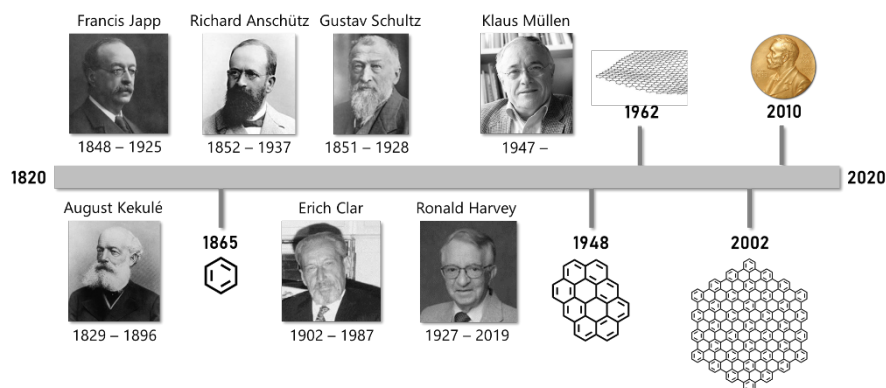 Francis Japp
Richard Anschütz
Gustav Schultz
Klaus Müllen
1848 – 1925
1852 – 1937
1851 – 1928
1947 –
1962
2010
1820
2020
August Kekulé
Erich Clar
Ronald Harvey
1865
1948
2002
1829 – 1896
1902 – 1987
1927 – 2019